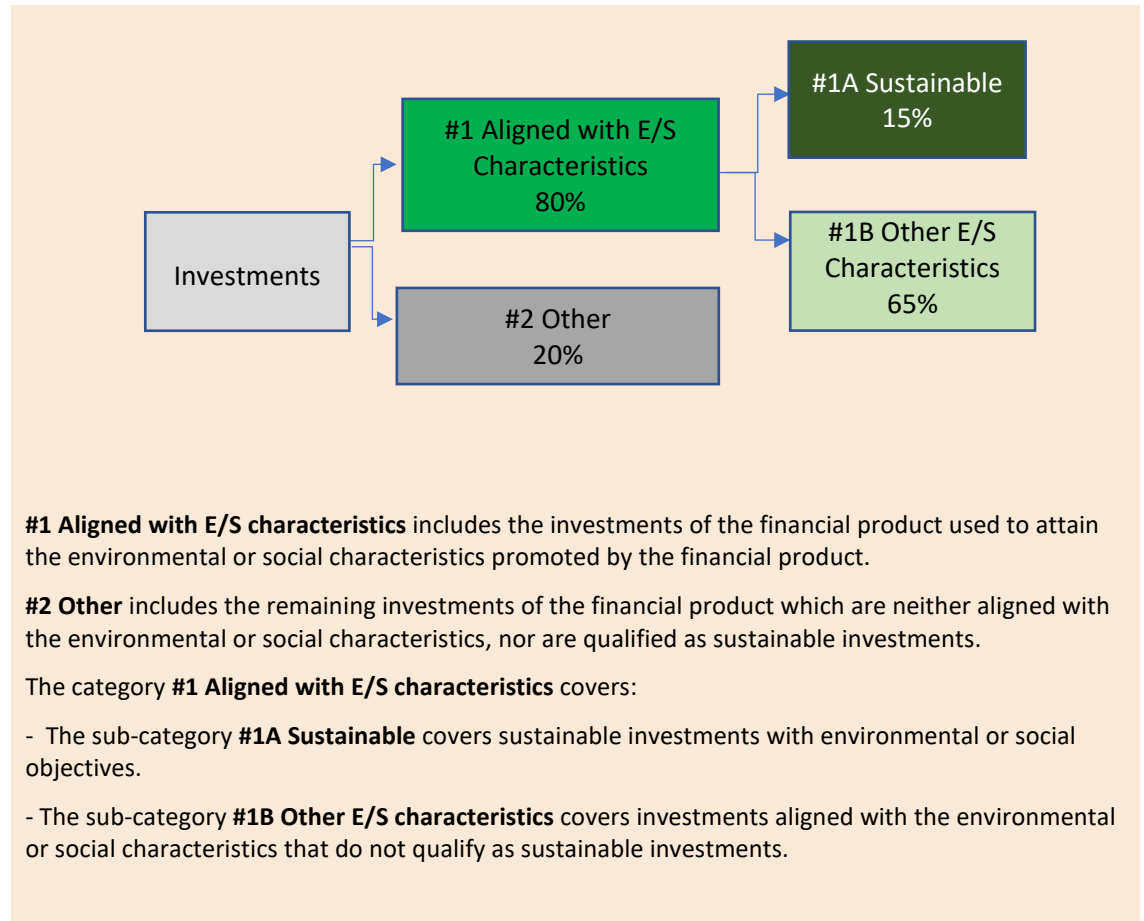 #1A Sustainable
15%
#1 Aligned with E/S
Characteristics
80%
#1B Other E/S
Characteristics
65%
Investments
#2 Other
20%
#1 Aligned with E/S characteristics includes the investments of the financial product used to attain
the environmental or social characteristics promoted by the financial product.
#2 Other includes the remaining investments of the financial product which are neither aligned with
the environmental or social characteristics, nor are qualified as sustainable investments.
The category #1 Aligned with E/S characteristics covers:
- The sub-category #1A Sustainable covers sustainable investments with environmental or social
objectives.
- The sub-category #1B Other E/S characteristics covers investments aligned with the environmental
or social characteristics that do not qualify as sustainable investments.